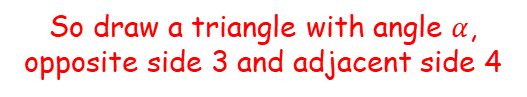 So draw a triangle with angle α,
opposite side 3 and adjacent side 4